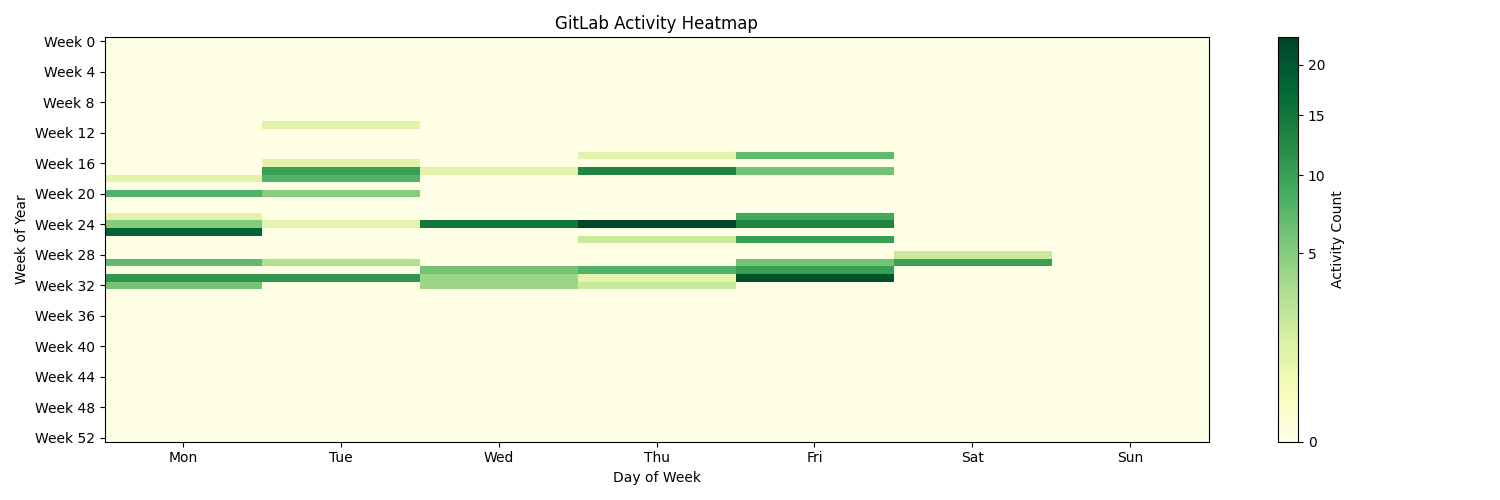 GitLab Activity Heatmap
Week 0
Week 4
Week 8
Week 12
Week 16
Week 20
Week 24
Week 28
Week 32
Week 36
Week 40
Week 44
Week 48
Week 52
Week of Year
Mon Tue Wed Thu Fri Sat Sun
Day of Week
20
15
10
5
0
Activity Count